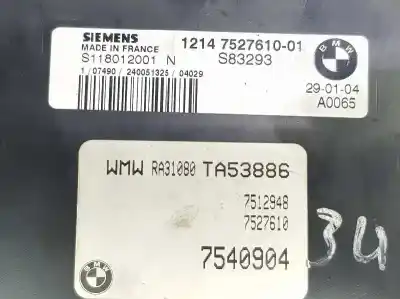 SIEMENS
MADE IN FRANCE
1214 7527610-01
S118012001 N
S83293
1/07490/240051325/04029
29-01-04
A0065
WMW RA31080 TA53886
7512948
7527610
7540904
34